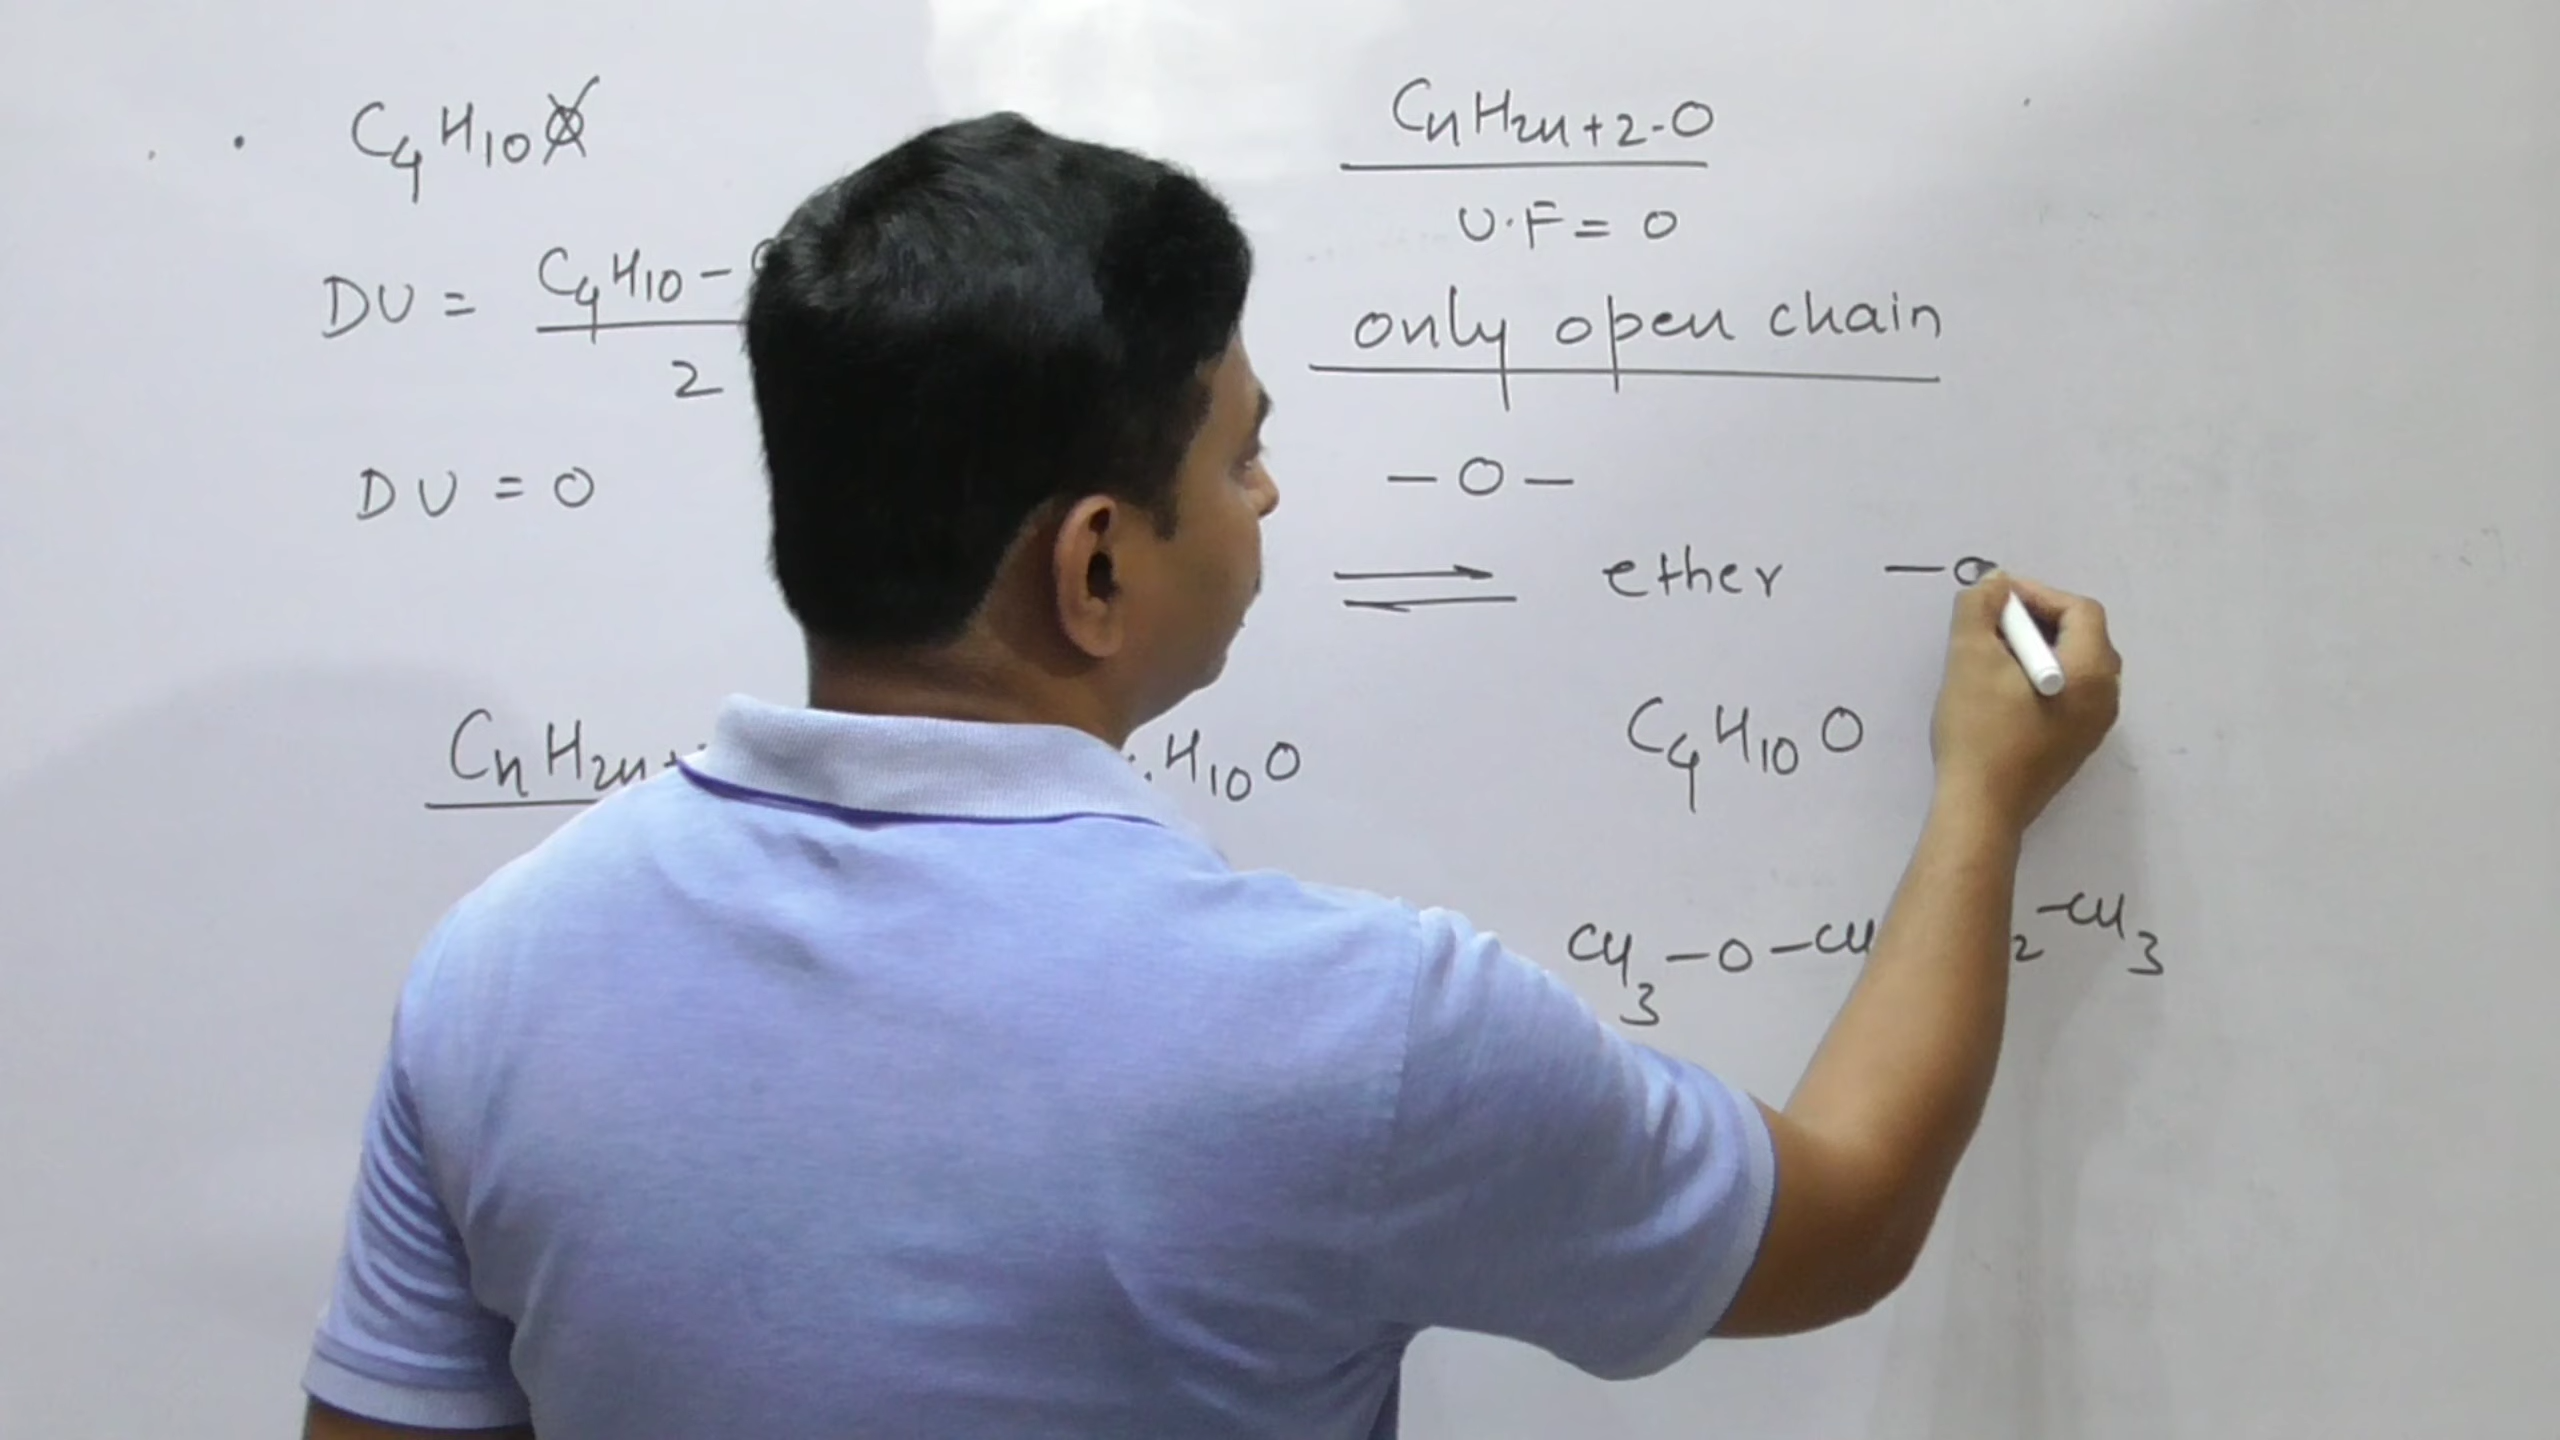 C4H10O
DU = C4H10 -
2
DU = 0
CnH2n+
H10O
CnH2n+2-O
U.F = 0
only open chain
-O-
⇌ ether -O
C4H10O
CH3-O-CH 2-CH3